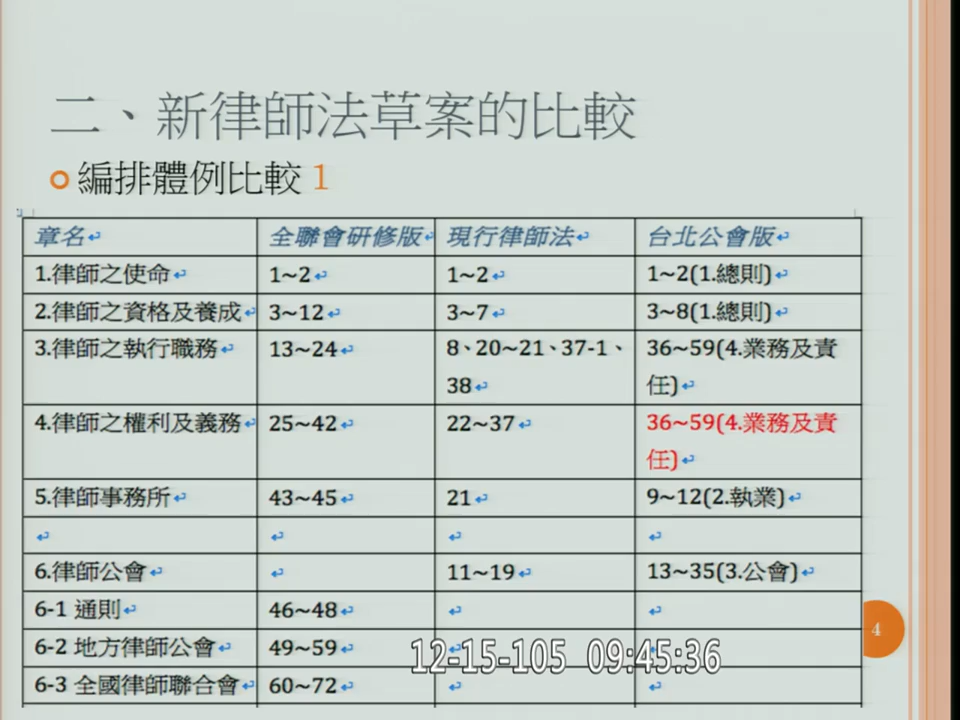 二、新律師法草案的比較
編排體例比較 1
章名 全聯會研修版 現行律師法 台北公會版
1.律師之使命 1~2 1~2 1~2(1.總則)
2.律師之資格及養成 3~12 3~7 3~8(1.總則)
3.律師之執行職務 13~24 8、20~21、37-1、38 36~59(4.業務及責任)
4.律師之權利及義務 25~42 22~37 36~59(4.業務及責任)
5.律師事務所 43~45 21 9~12(2.執業)
6.律師公會 11~19 13~35(3.公會)
6-1 通則 46~48
6-2 地方律師公會 49~59
6-3 全國律師聯合會 60~72
4
12-15-105 09:45:36